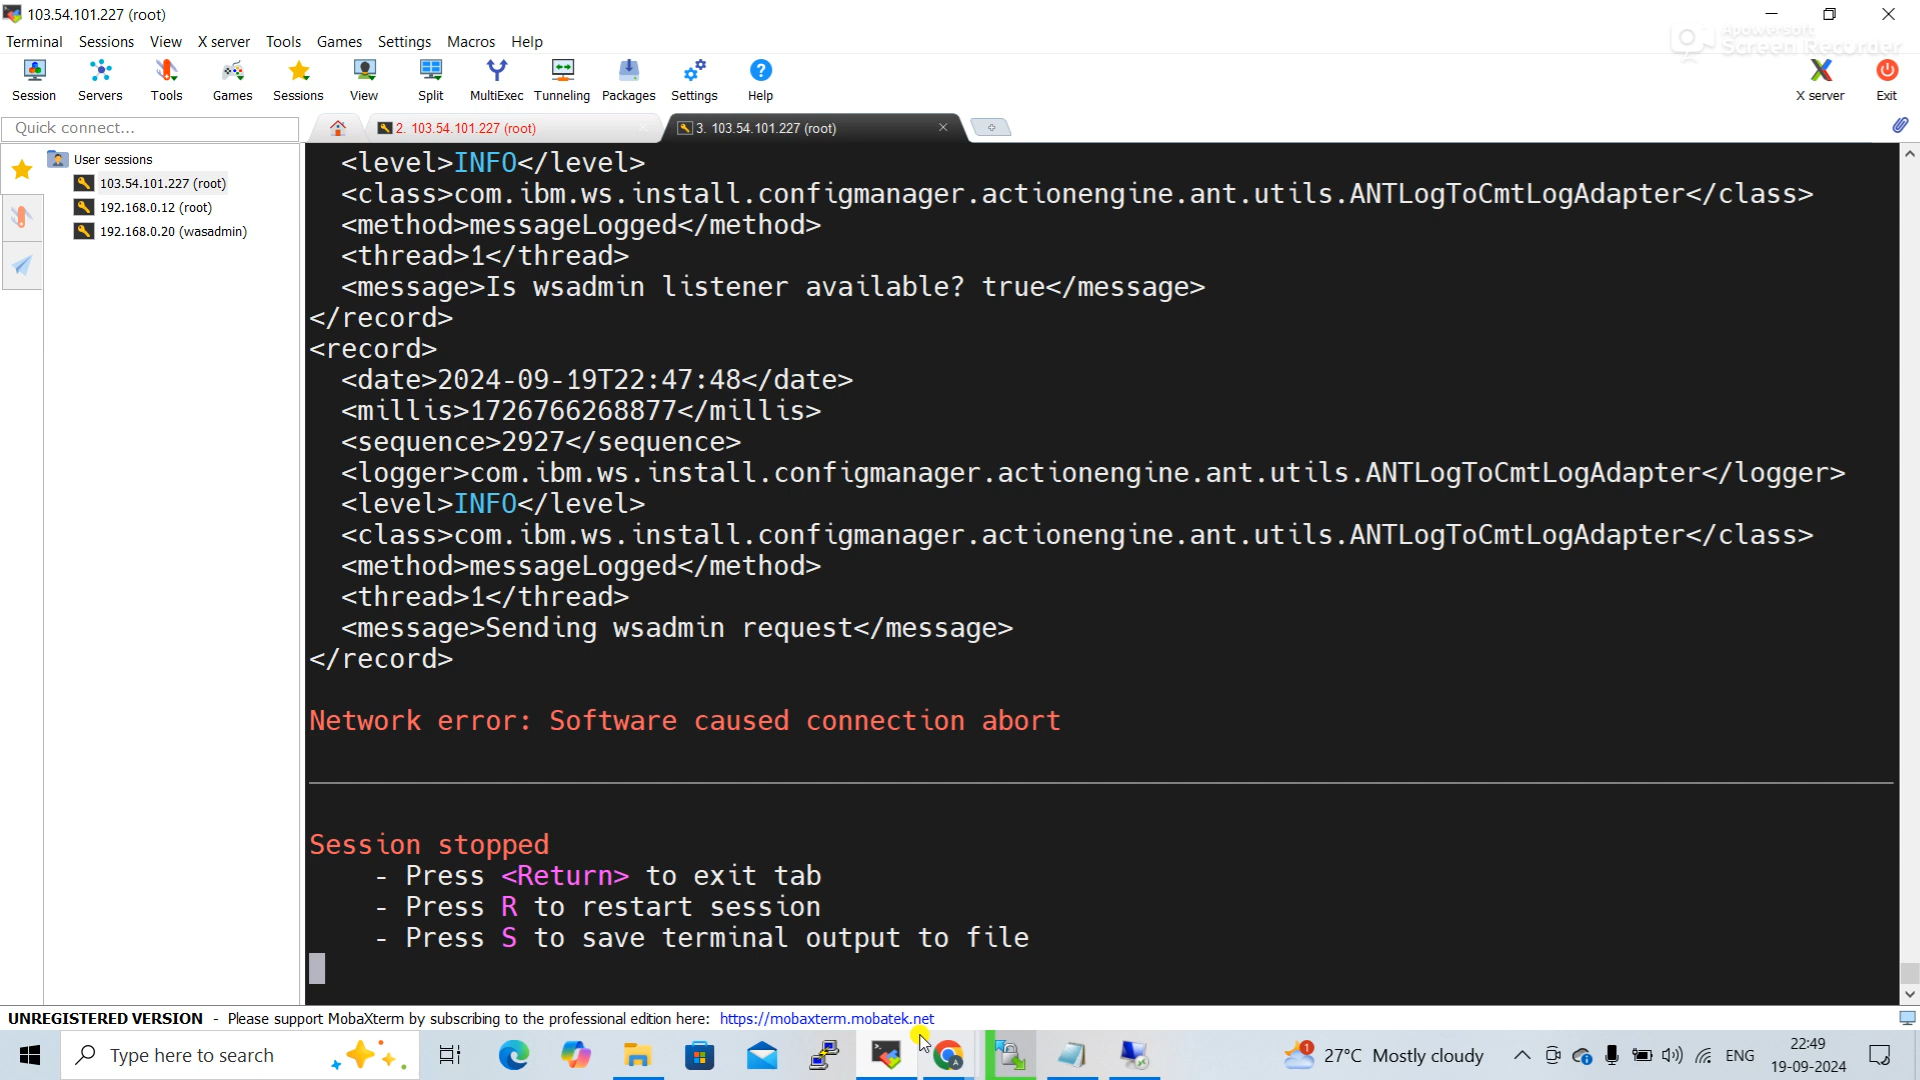 103.54.101.227 (root)
Terminal Sessions View X server Tools Games Settings Macros Help
Apowersoft
Screen Recorder
Session Servers Tools Games Sessions View Split MultiExec Tunneling Packages Settings Help X server Exit
Quick connect...
2. 103.54.101.227 (root)
3. 103.54.101.227 (root)
User sessions
103.54.101.227 (root)
192.168.0.12 (root)
192.168.0.20 (wasadmin)
<level>INFO</level>
<class>com.ibm.ws.install.configmanager.actionengine.ant.utils.ANTLogToCmtLogAdapter</class>
<method>messageLogged</method>
<thread>1</thread>
<message>Is wsadmin listener available? true</message>
</record>
<record>
<date>2024-09-19T22:47:48</date>
<millis>1726766268877</millis>
<sequence>2927</sequence>
<logger>com.ibm.ws.install.configmanager.actionengine.ant.utils.ANTLogToCmtLogAdapter</logger>
<level>INFO</level>
<class>com.ibm.ws.install.configmanager.actionengine.ant.utils.ANTLogToCmtLogAdapter</class>
<method>messageLogged</method>
<thread>1</thread>
<message>Sending wsadmin request</message>
</record>
Network error: Software caused connection abort
Session stopped
- Press <Return> to exit tab
- Press R to restart session
- Press S to save terminal output to file
UNREGISTERED VERSION - Please support MobaXterm by subscribing to the professional edition here: https://mobaxterm.mobatek.net
Type here to search
27°C Mostly cloudy
ENG
22:49
19-09-2024